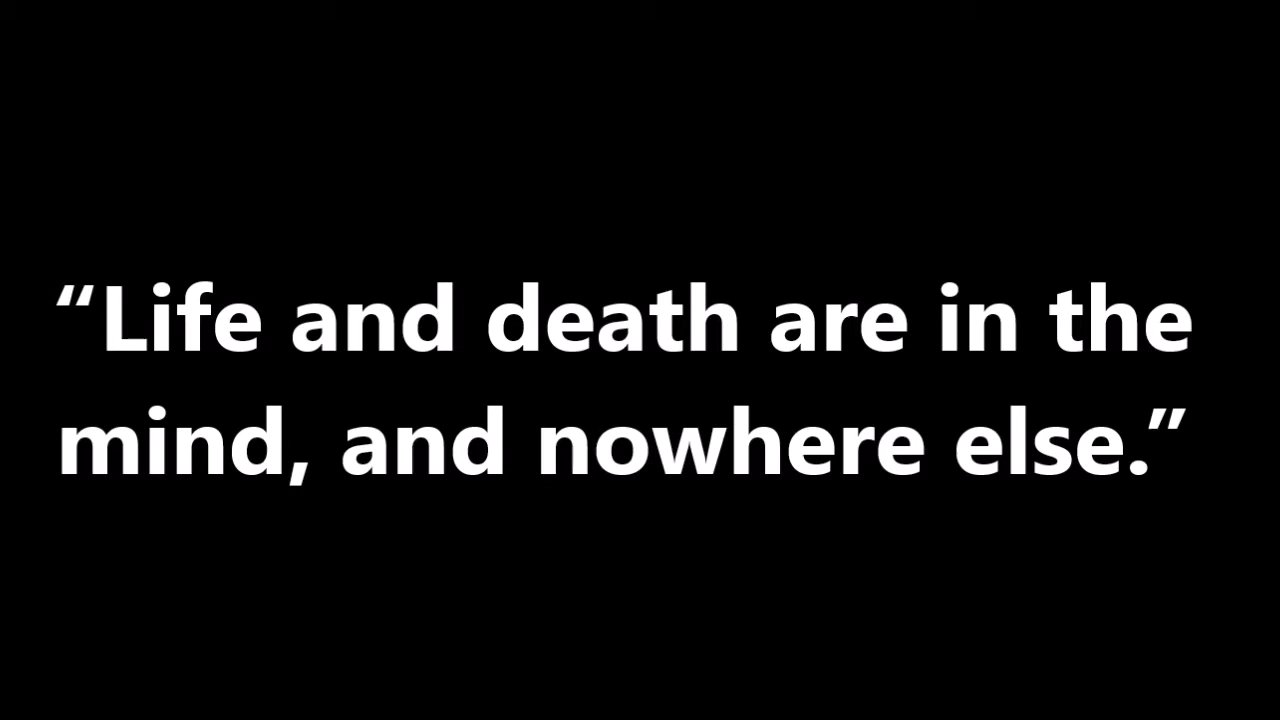 “Life and death are in the
mind, and nowhere else.”